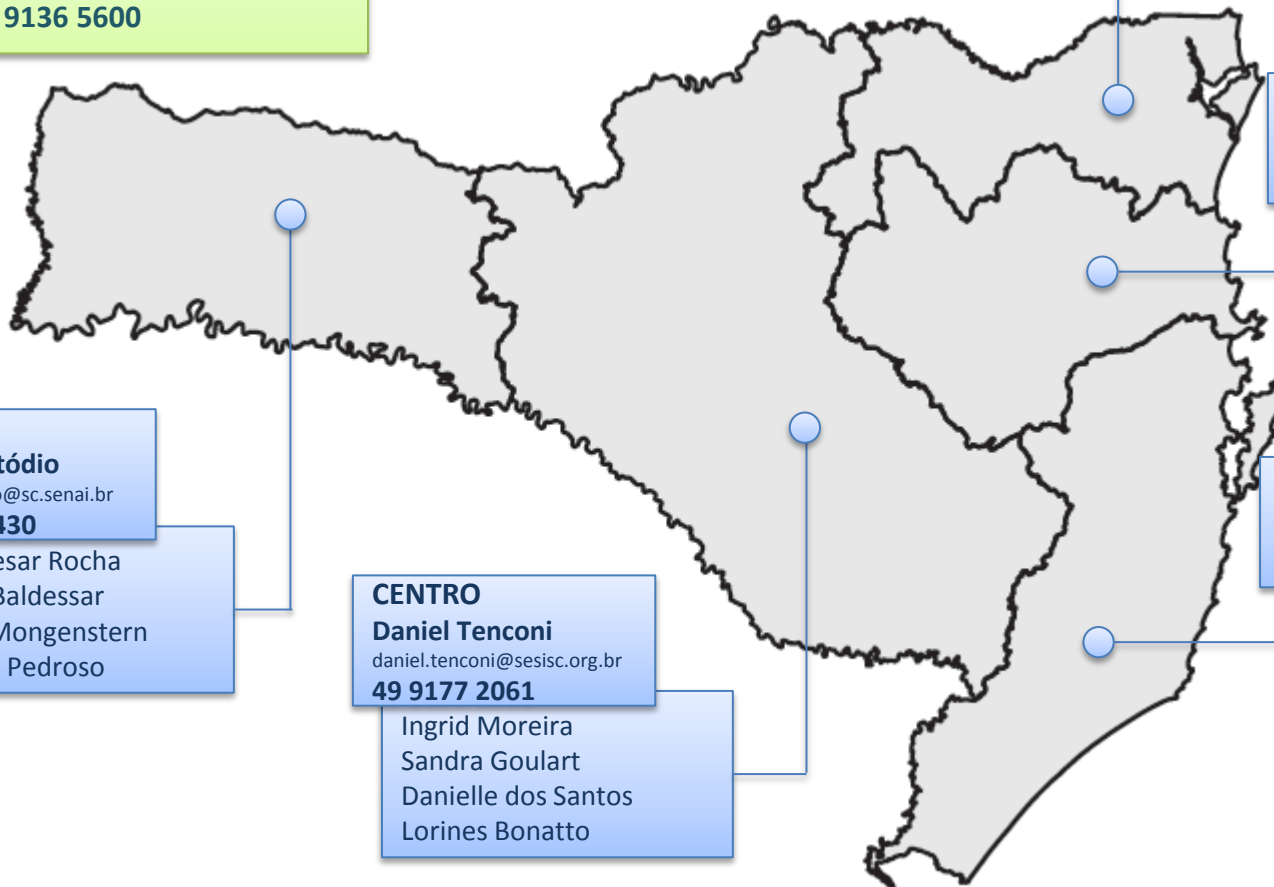 9136 5600
tódio
o@sc.senai.br
430
esar Rocha
Baldessar
Mongenstern
Pedroso
CENTRO
Daniel Tenconi
daniel.tenconi@sesisc.org.br
49 9177 2061
Ingrid Moreira
Sandra Goulart
Danielle dos Santos
Lorines Bonatto